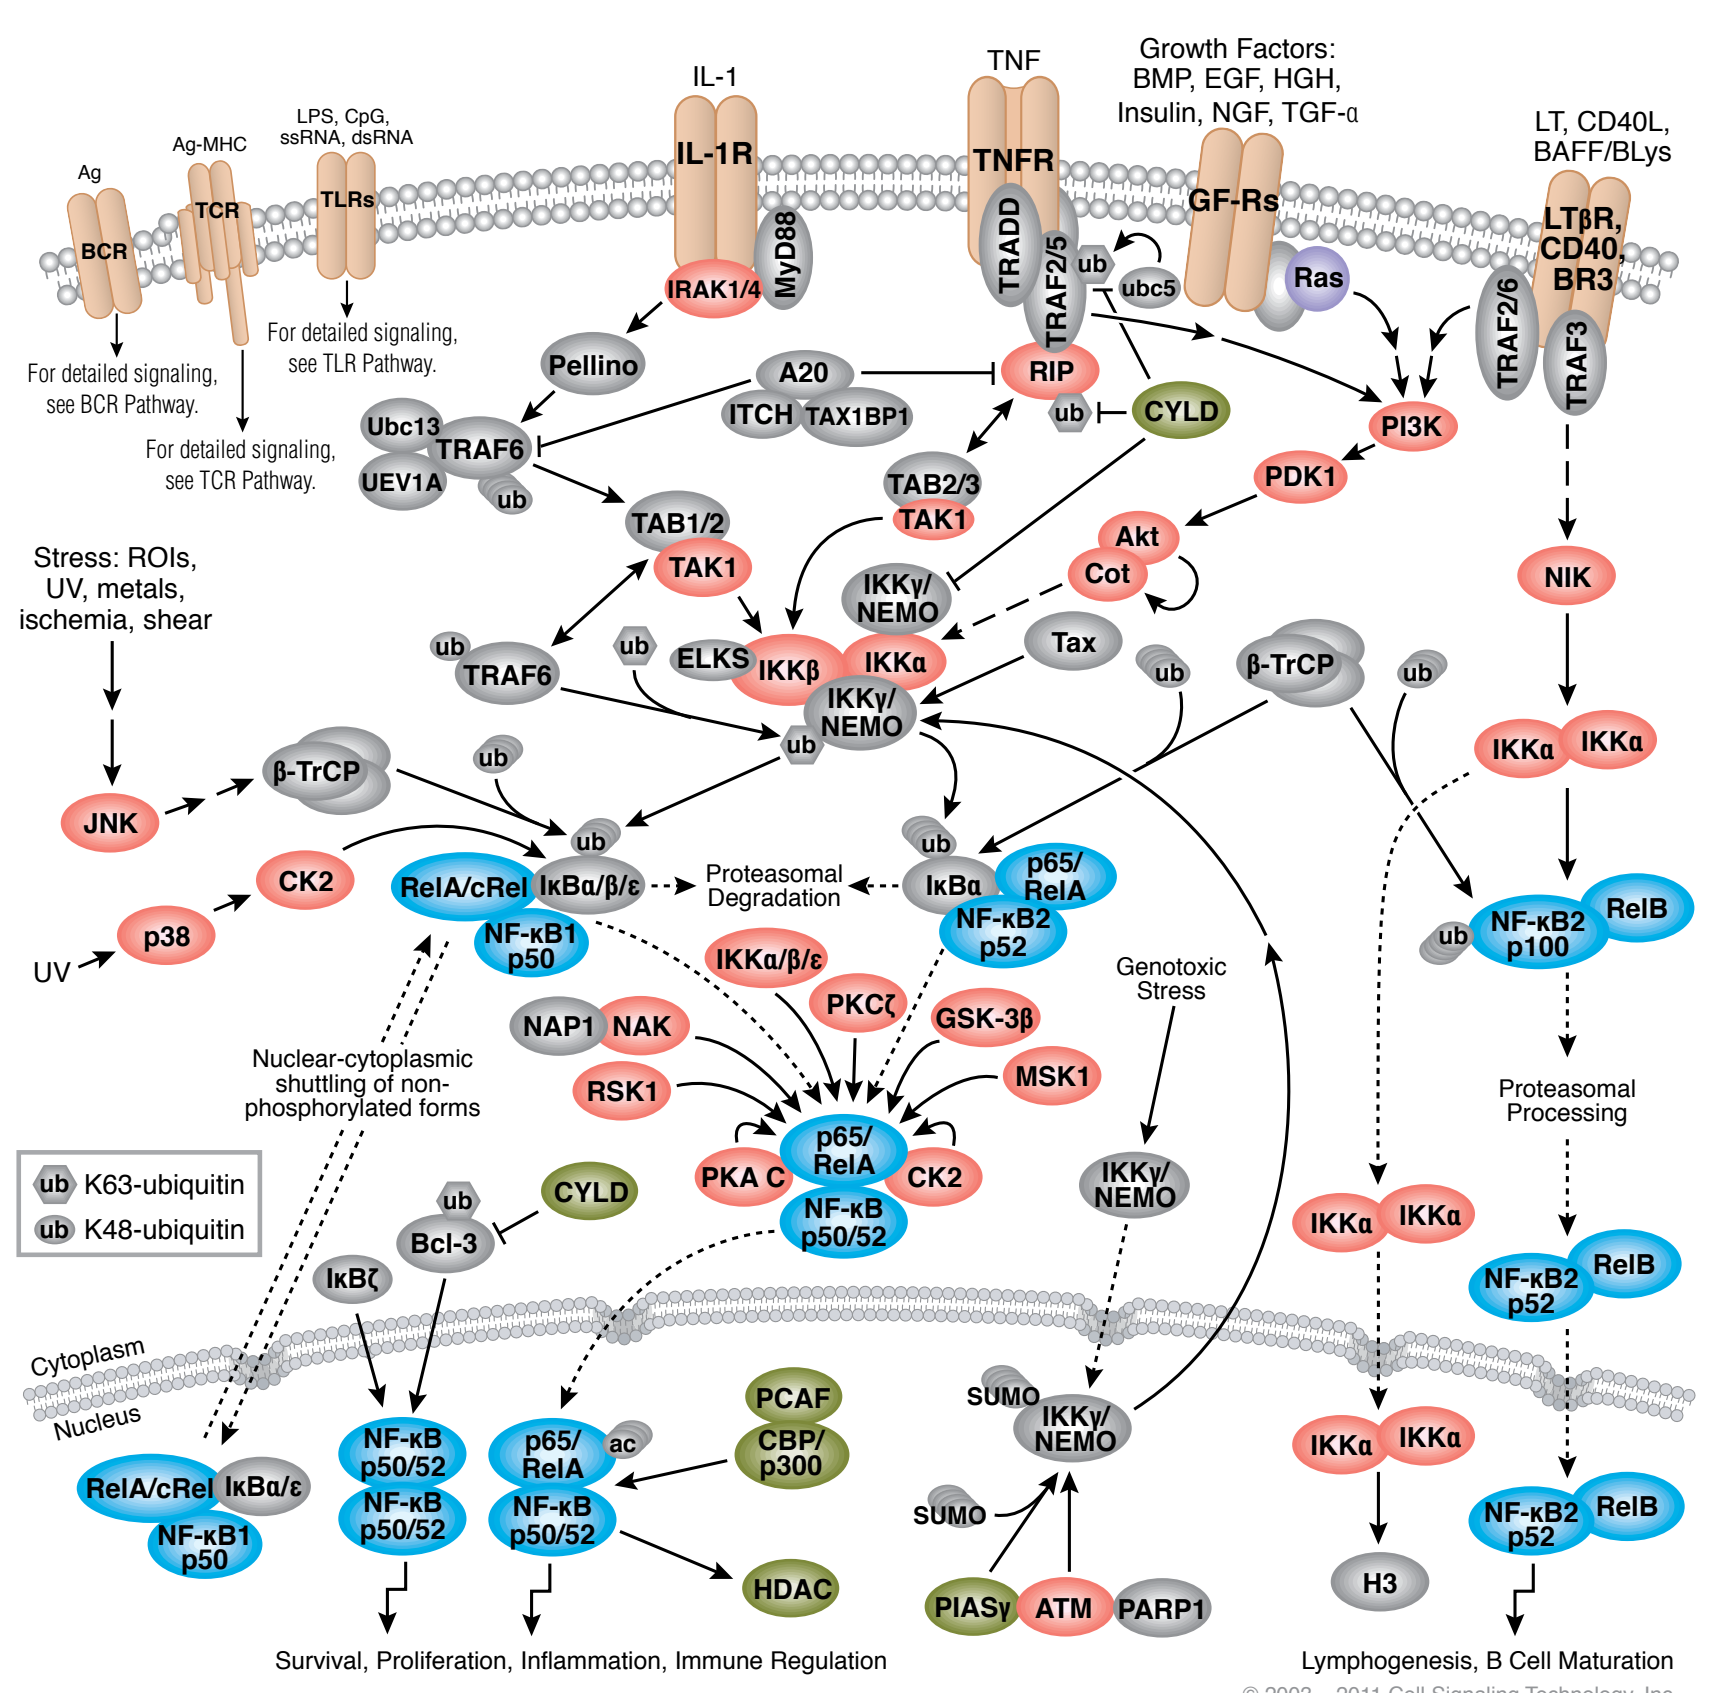 Growth Factors:
BMP, EGF, HGH,
Insulin, NGF, TGF-α
TNF
IL-1
LPS, CpG,
ssRNA, dsRNA
Ag-MHC
Ag
LT, CD40L,
BAFF/BLys
BCR
TCR
TLRs
IL-1R
MyD88
IRAK1/4
TNFR
TRADD
TRAF2/5
ub
ubc5
GF-Rs
Ras
LTβR,
CD40,
BR3
TRAF2/6
TRAF3
For detailed signaling,
see BCR Pathway.
For detailed signaling,
see TCR Pathway.
For detailed signaling,
see TLR Pathway.
Pellino
A20
ITCH
TAX1BP1
RIP
ub
CYLD
PI3K
Ubc13
TRAF6
UEV1A
ub
TAB2/3
TAK1
PDK1
TAB1/2
TAK1
Akt
Cot
Stress: ROIs,
UV, metals,
ischemia, shear
IKKγ/
NEMO
NIK
ub
TRAF6
ub
ELKS
IKKβ
IKKα
Tax
IKKγ/
NEMO
ub
ub
β-TrCP
ub
IKKα
IKKα
β-TrCP
ub
JNK
ub
ub
CK2
RelA/cRel
IκBα/β/ε
NF-κB1
p50
Proteasomal
Degradation
IκBα
p65/
RelA
NF-κB2
p52
NF-κB2
p100
RelB
ub
p38
UV
IKKα/β/ε
PKCζ
GSK-3β
NAP1
NAK
RSK1
MSK1
Genotoxic
Stress
Nuclear-cytoplasmic
shuttling of non-
phosphorylated forms
Proteasomal
Processing
p65/
RelA
PKA C
CK2
NF-κB
p50/52
IKKγ/
NEMO
ub K63-ubiquitin
ub K48-ubiquitin
ub
CYLD
Bcl-3
IκBζ
IKKα
IKKα
NF-κB2
p52
RelB
Cytoplasm
Nucleus
PCAF
CBP/
p300
SUMO
IKKγ/
NEMO
IKKα
IKKα
RelA/cRel
IκBα/ε
NF-κB1
p50
NF-κB
p50/52
NF-κB
p50/52
p65/
RelA
ac
NF-κB
p50/52
SUMO
NF-κB2
p52
RelB
HDAC
PIASγ
ATM
PARP1
H3
Survival, Proliferation, Inflammation, Immune Regulation
Lymphogenesis, B Cell Maturation